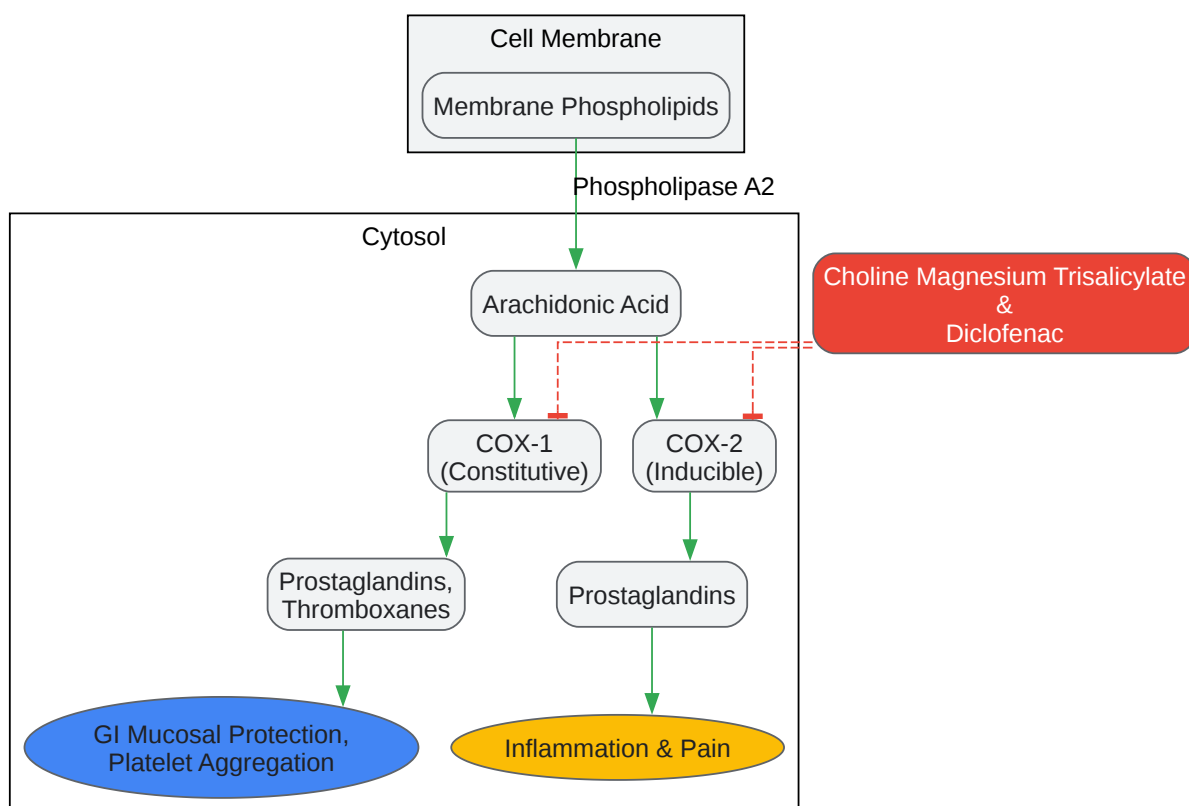 Cell Membrane
Membrane Phospholipids
Phospholipase A2
Cytosol
Choline Magnesium Trisalicylate
&
Diclofenac
Arachidonic Acid
COX-1
(Constitutive)
COX-2
(Inducible)
Prostaglandins,
Thromboxanes
Prostaglandins
GI Mucosal Protection,
Platelet Aggregation
Inflammation & Pain